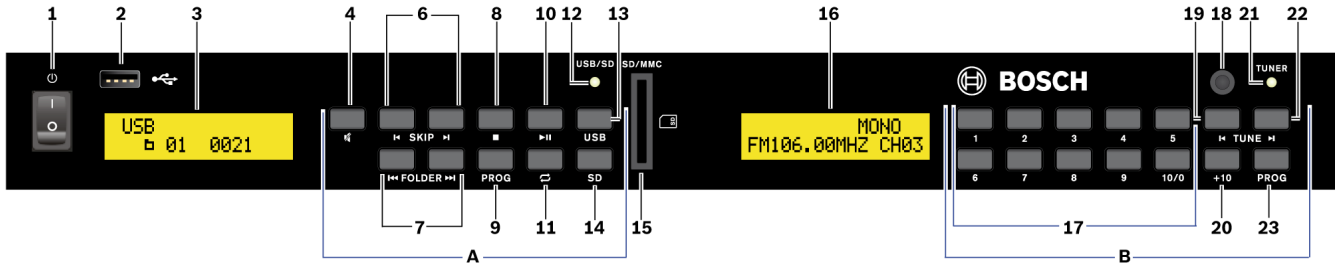 1 2 3 4 6 8 10 12 13 16 19 18 21 22
USB/SD SD/MMC TUNER
BOSCH
USB
01 0021
MONO
FM106.00MHZ CH03
I
O
SKIP USB 1 2 3 4 5 TUNE
FOLDER PROG SD 6 7 8 9 10/0 +10 PROG
7 9 11 14 15 17 20 23
A B